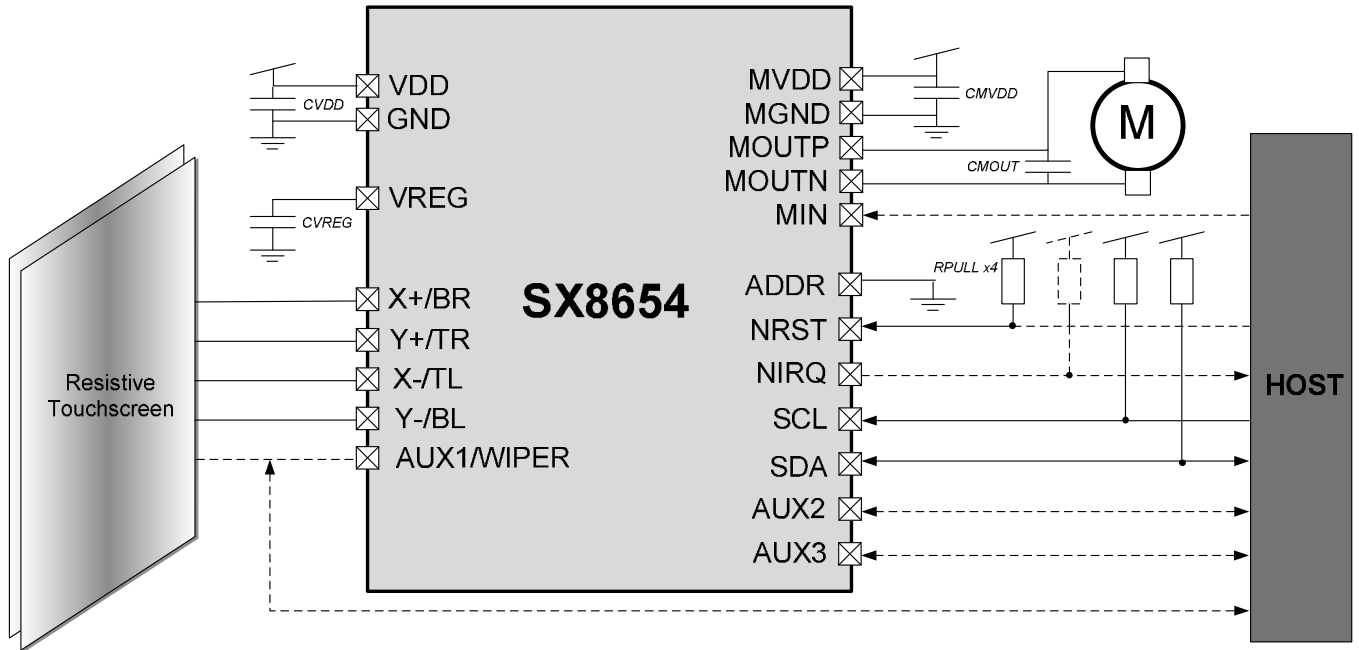 VDD
CVDD
GND
VREG
CVREG
X+/BR
Y+/TR
X-/TL
Y-/BL
AUX1/WIPER
Resistive
Touchscreen
SX8654
MVDD
CMVDD
MGND
MOUTP
CMOUT
MOUTN
M
MIN
RPULL x4
ADDR
NRST
NIRQ
SCL
SDA
AUX2
AUX3
HOST